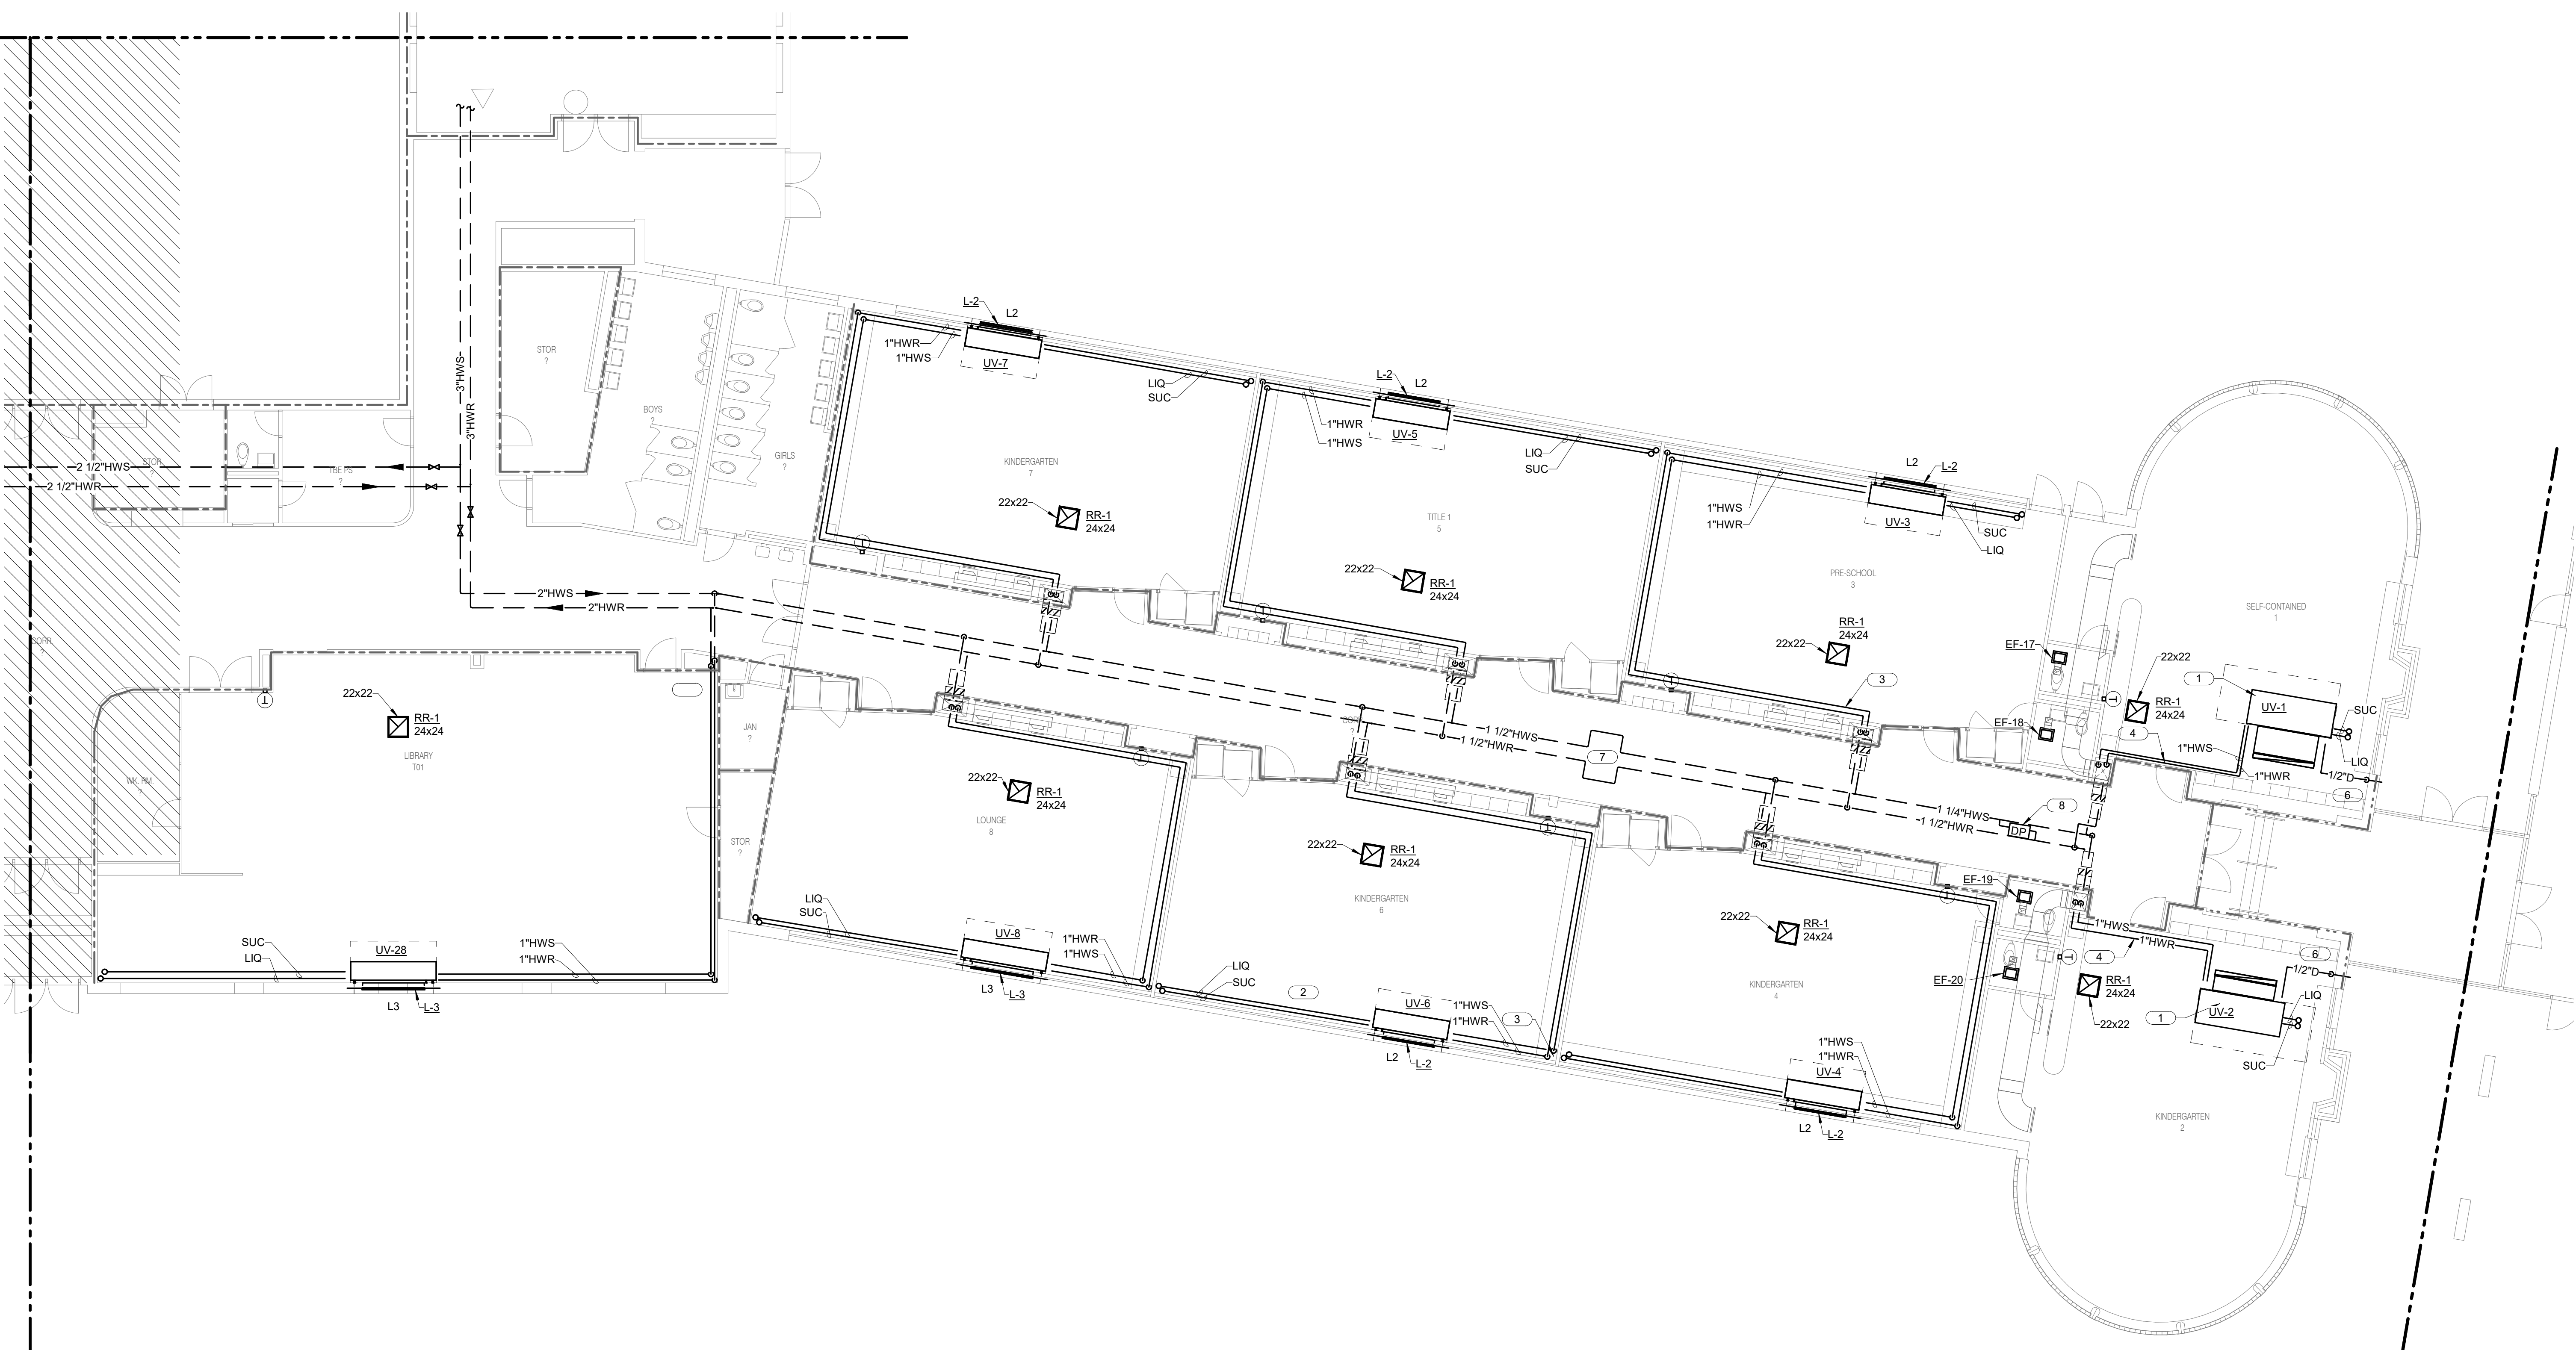 L-2
L2
1"HWR
1"HWS
UV-7
LIQ
SUC
STOR
?
BOYS
?
GIRLS
?
3"HWS
3"HWR
2 1/2"HWS
2 1/2"HWR
STOR
?
TBE PS
?
KINDERGARTEN
7
22x22
RR-1
24x24
L-2
L2
1"HWR
1"HWS
UV-5
LIQ
SUC
TITLE 1
5
22x22
RR-1
24x24
L2
L-2
1"HWS
1"HWR
UV-3
SUC
LIQ
PRE-SCHOOL
3
22x22
RR-1
24x24
3
SELF-CONTAINED
1
EF-17
EF-18
22x22
RR-1
24x24
1
UV-1
SUC
LIQ
4
1"HWS
1"HWR
1/2"D
6
2"HWS
2"HWR
CORR
?
22x22
RR-1
24x24
LIBRARY
T01
WK. RM.
?
JAN
?
STOR
?
SUC
LIQ
UV-28
1"HWS
1"HWR
L3
L-3
22x22
RR-1
24x24
LOUNGE
8
LIQ
SUC
UV-8
1"HWR
1"HWS
L3
L-3
CORR
?
1 1/2"HWS
1 1/2"HWR
7
22x22
RR-1
24x24
KINDERGARTEN
6
LIQ
SUC
2
UV-6
1"HWS
1"HWR
3
L2
L-2
1 1/4"HWS
1 1/2"HWR
DP
8
22x22
RR-1
24x24
KINDERGARTEN
4
1"HWS
1"HWR
UV-4
L2
L-2
EF-19
EF-20
1"HWS
1"HWR
4
RR-1
24x24
22x22
6
1/2"D
LIQ
1
UV-2
SUC
KINDERGARTEN
2